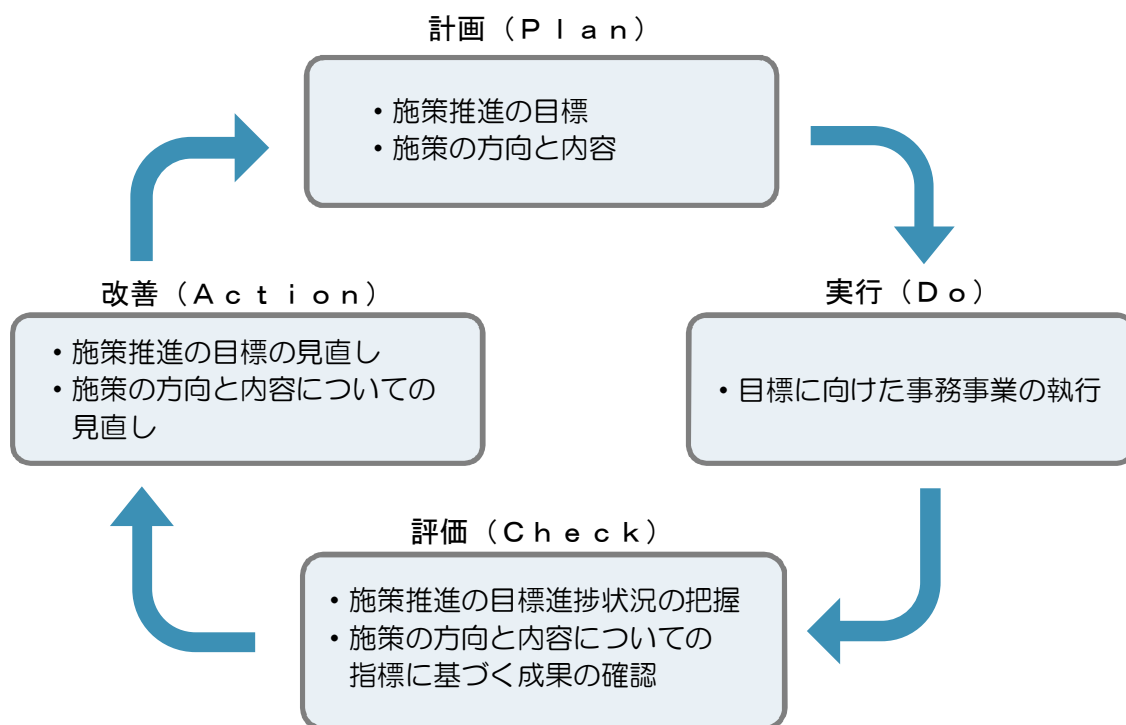 計画（Ｐｌａｎ）
・施策推進の目標
・施策の方向と内容
実行（Ｄｏ）
・目標に向けた事務事業の執行
評価（Ｃｈｅｃｋ）
・施策推進の目標進捗状況の把握
・施策の方向と内容についての
指標に基づく成果の確認
改善（Ａｃｔｉｏｎ）
・施策推進の目標の見直し
・施策の方向と内容についての
見直し